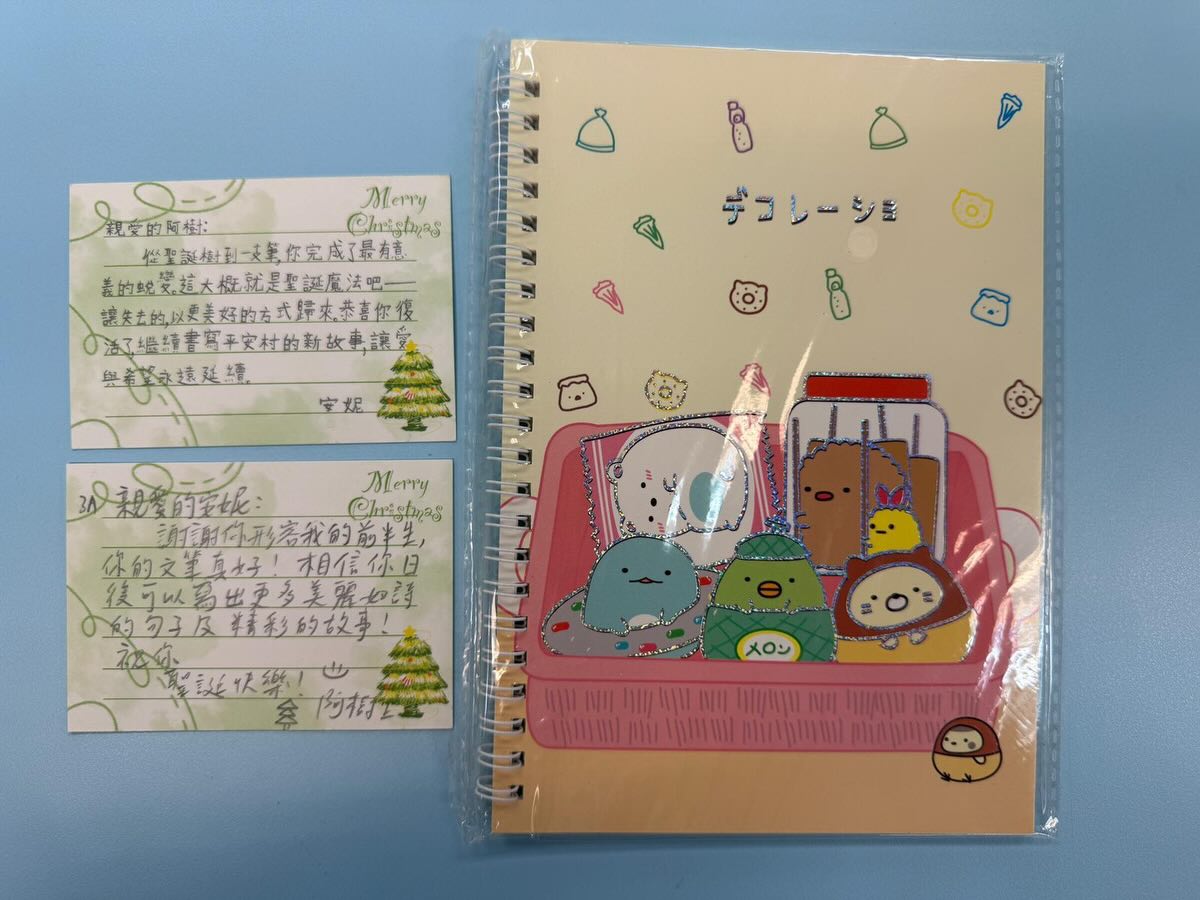 Merry
Christmas
親愛的阿樹:
從聖誕樹到一支筆,你完成了最有意
義的蛻變。這大概就是聖誕魔法吧——
讓失去的,以更美好的方式歸來。恭喜你復
活了,繼續書寫平安村的新故事,讓愛
與希望永遠延續。
安妮
Merry
Christmas
3A 親愛的安妮:
謝謝你形容我的前半生,
你的文筆真好!相信你日
後可以寫出更多美麗如詩
的句子及精彩的故事!
祝你
聖誕快樂!
阿樹上
デコレーショ
メロン